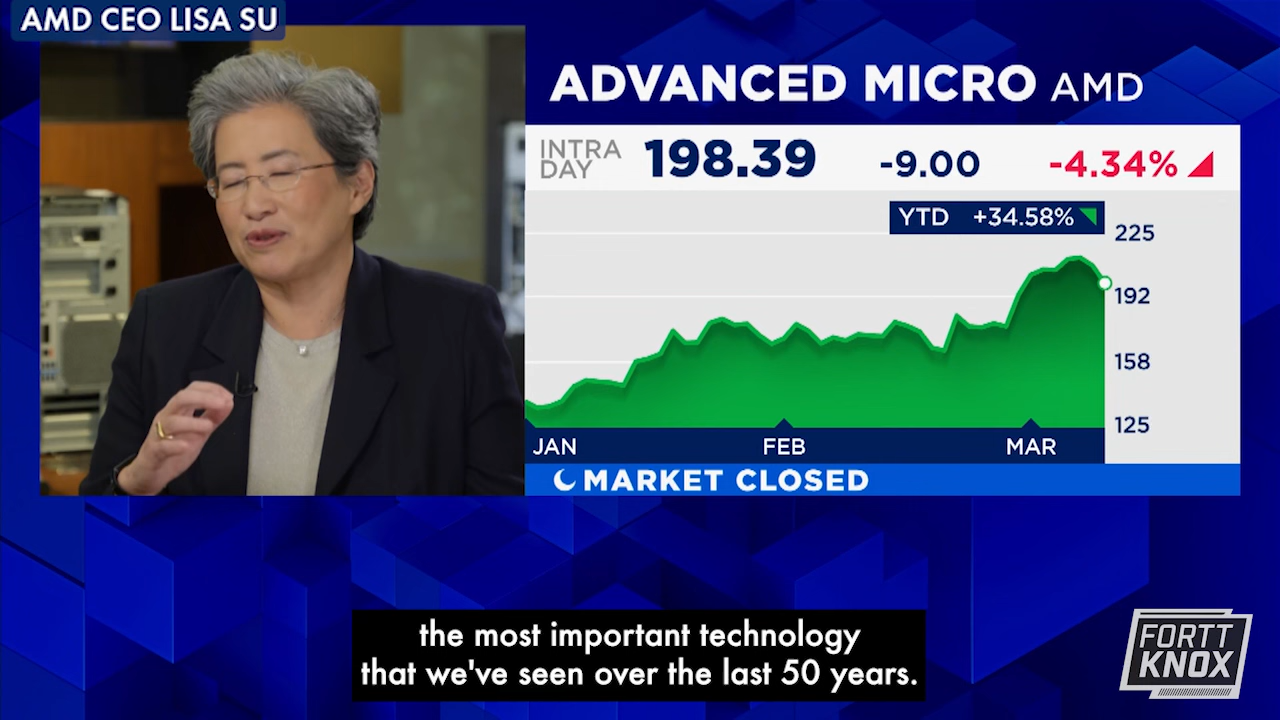 AMD CEO LISA SU
ADVANCED MICRO AMD
INTRA DAY 198.39 -9.00 -4.34%
YTD +34.58%
225
192
158
125
JAN FEB MAR
MARKET CLOSED
the most important technology
that we've seen over the last 50 years.
FORTT
KNOX